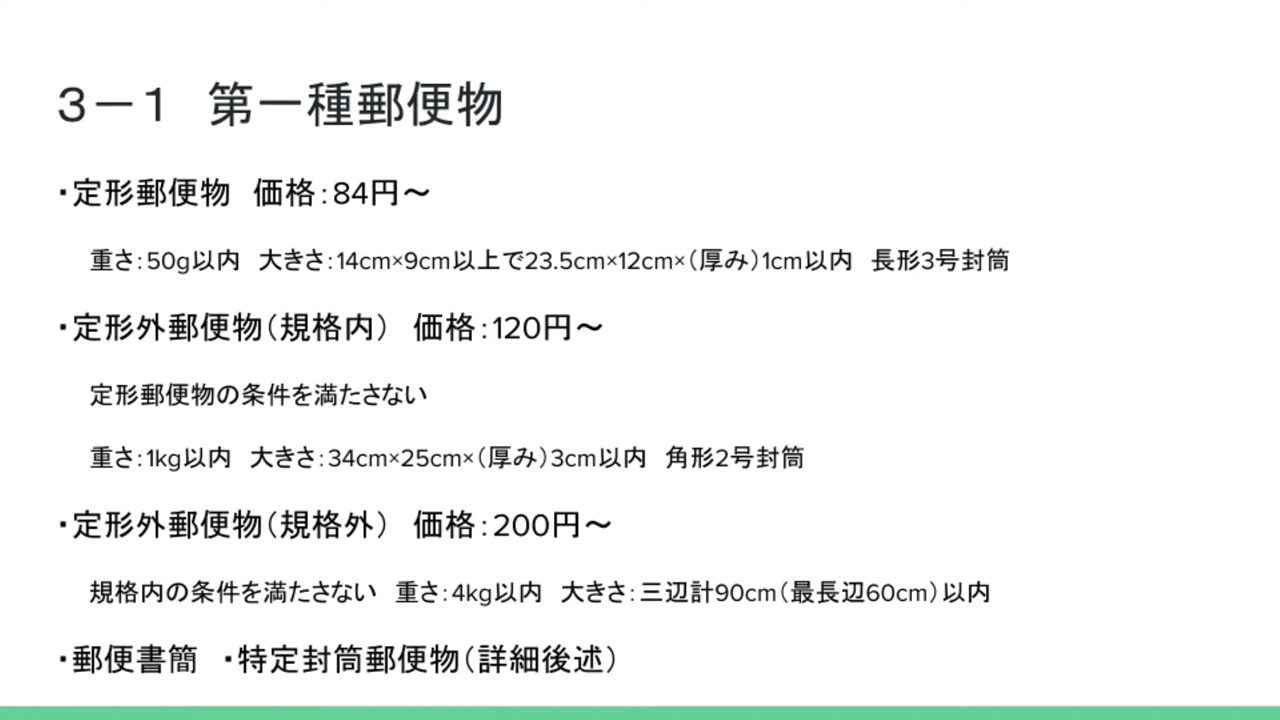 ３－１　第一種郵便物
・定形郵便物　価格：84円～
重さ：50g以内　大きさ：14cm×9cm以上で23.5cm×12cm×（厚み）1cm以内　長形3号封筒
・定形外郵便物（規格内）　価格：120円～
定形郵便物の条件を満たさない
重さ：1kg以内　大きさ：34cm×25cm×（厚み）3cm以内　角形2号封筒
・定形外郵便物（規格外）　価格：200円～
規格内の条件を満たさない　重さ：4kg以内　大きさ：三辺計90cm（最長辺60cm）以内
・郵便書簡　・特定封筒郵便物（詳細後述）